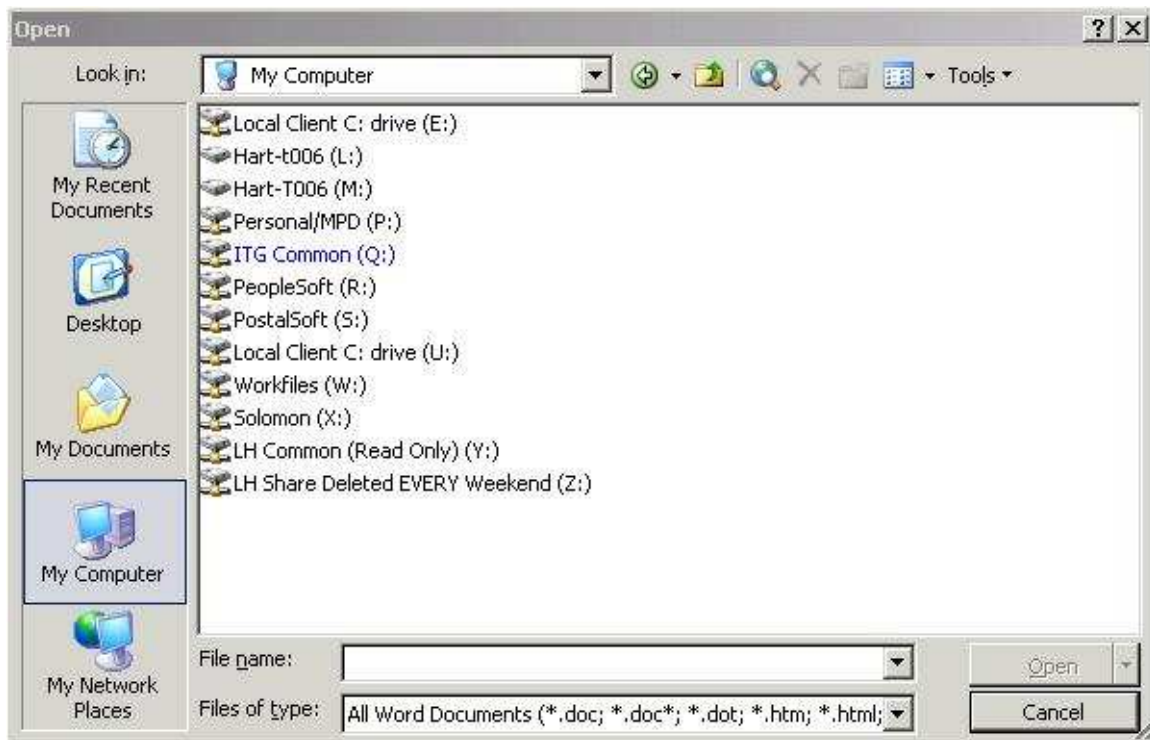 Open
Look in:
My Computer
Tools
My Recent
Documents
Desktop
My Documents
My Computer
My Network
Places
Local Client C: drive (E:)
Hart-t006 (L:)
Hart-T006 (M:)
Personal/MPD (P:)
ITG Common (Q:)
PeopleSoft (R:)
PostalSoft (S:)
Local Client C: drive (U:)
Workfiles (W:)
Solomon (X:)
LH Common (Read Only) (Y:)
LH Share Deleted EVERY Weekend (Z:)
File name:
Open
Files of type:
All Word Documents (*.doc; *.doc*; *.dot; *.htm; *.html;
Cancel